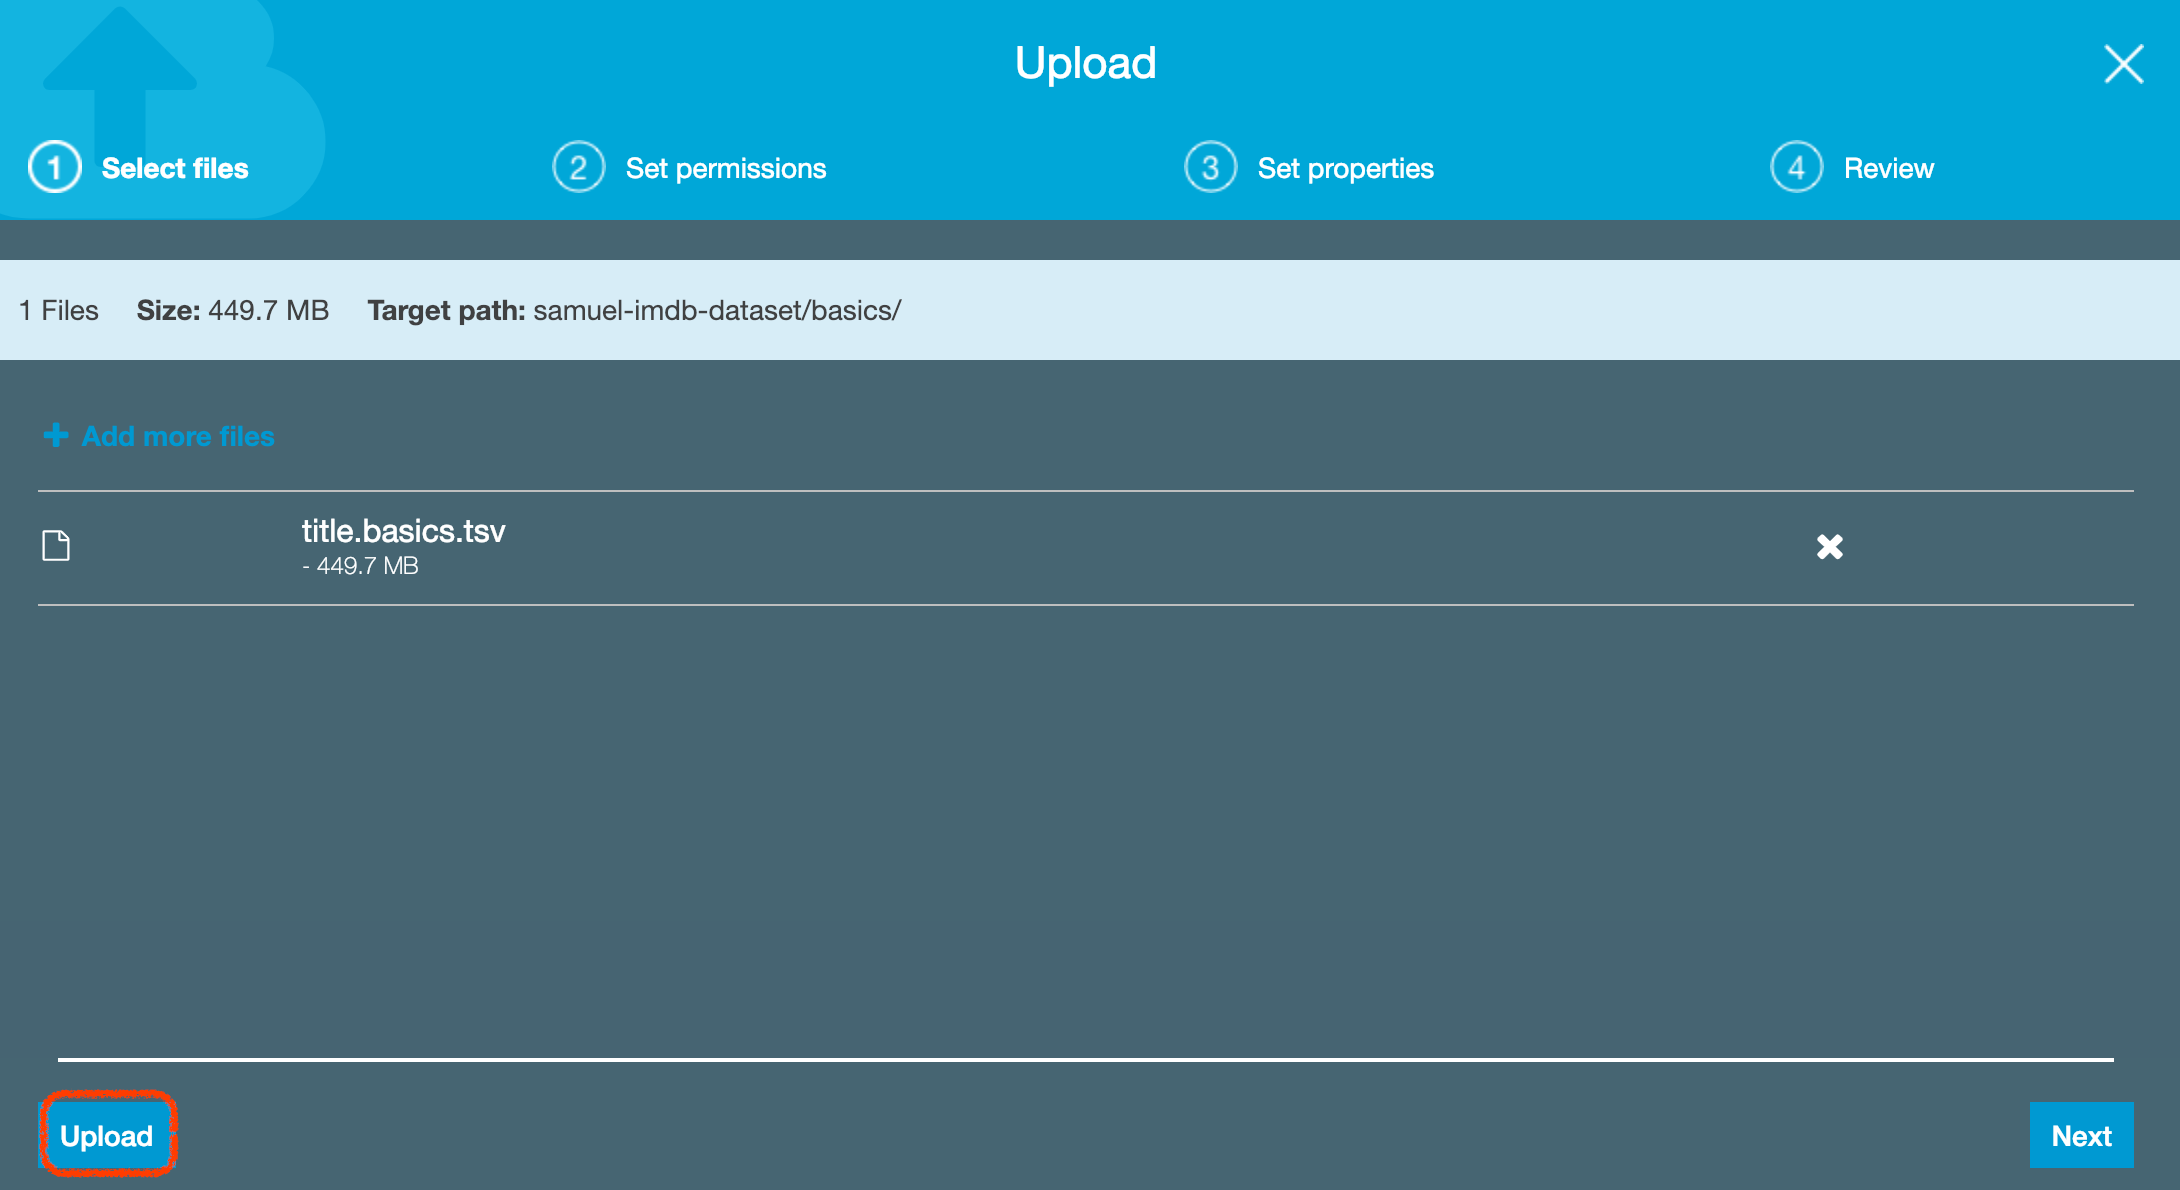 Upload
1 Select files 2 Set permissions 3 Set properties 4 Review
1 Files Size: 449.7 MB Target path: samuel-imdb-dataset/basics/
Add more files
title.basics.tsv
- 449.7 MB
Upload Next